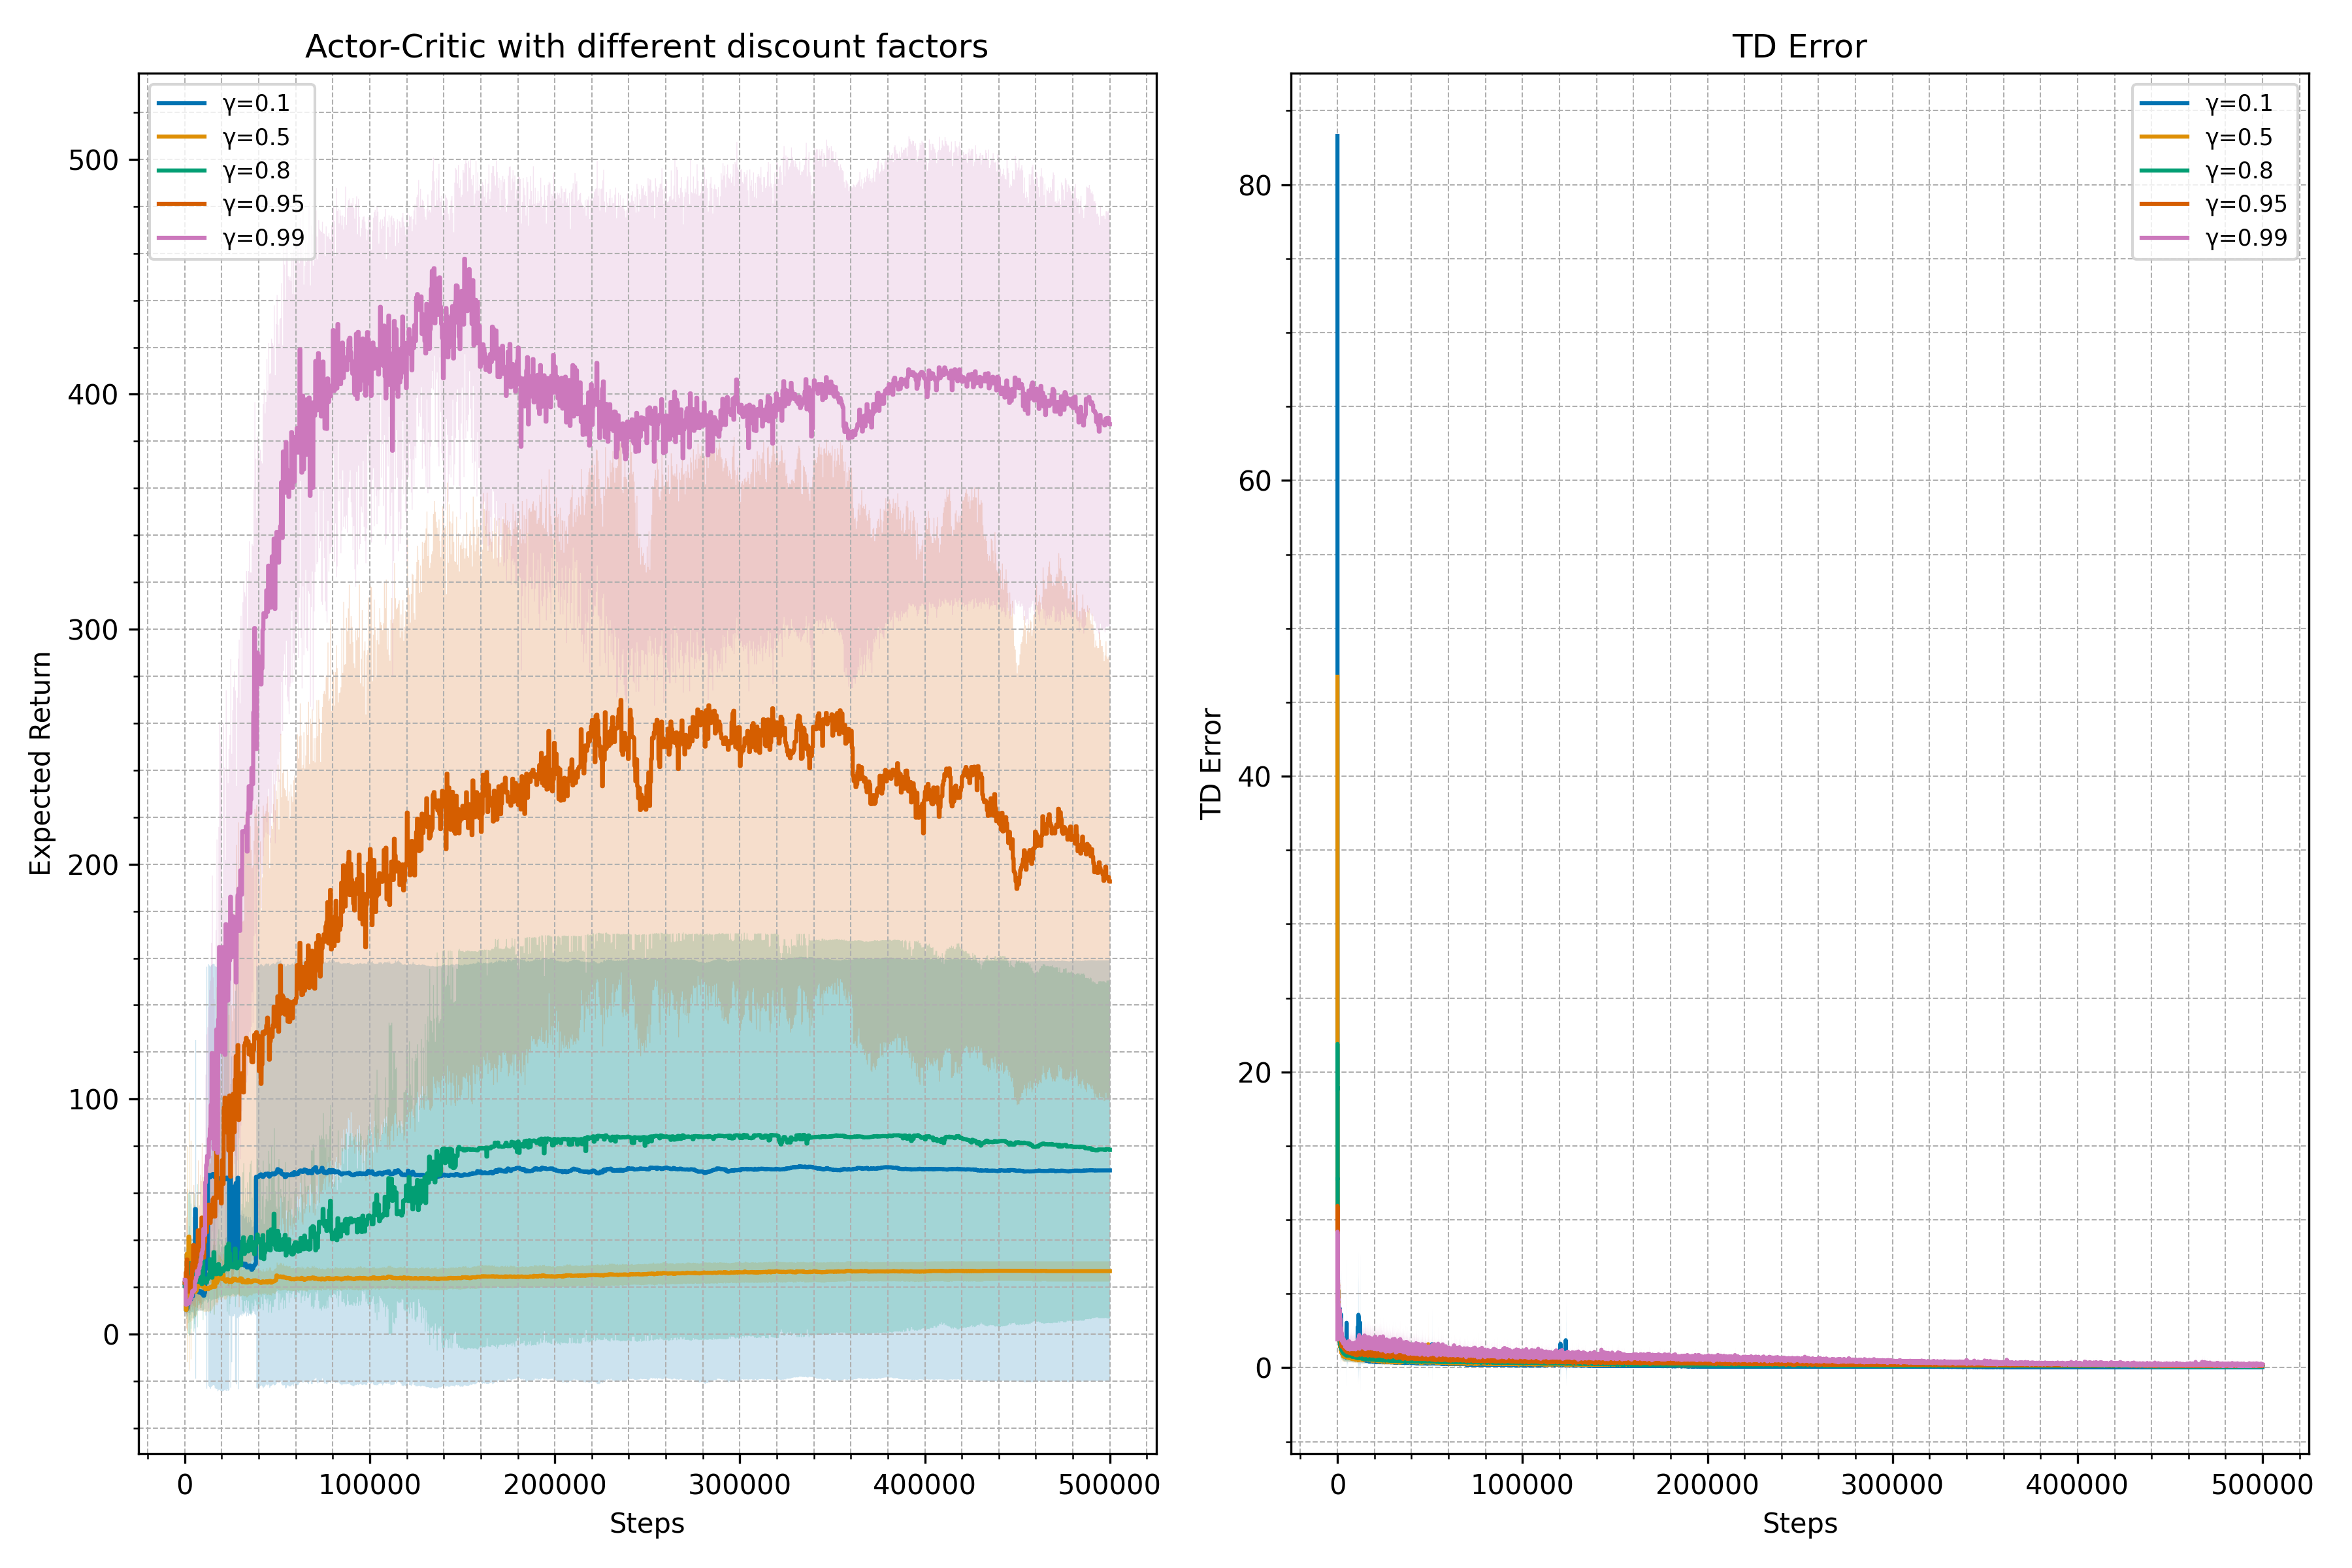 Actor-Critic with different discount factors
γ=0.1
γ=0.5
γ=0.8
γ=0.95
γ=0.99
500
400
300
200
100
0
Expected Return
0 100000 200000 300000 400000 500000
Steps
TD Error
γ=0.1
γ=0.5
γ=0.8
γ=0.95
γ=0.99
80
60
40
20
0
TD Error
0 100000 200000 300000 400000 500000
Steps